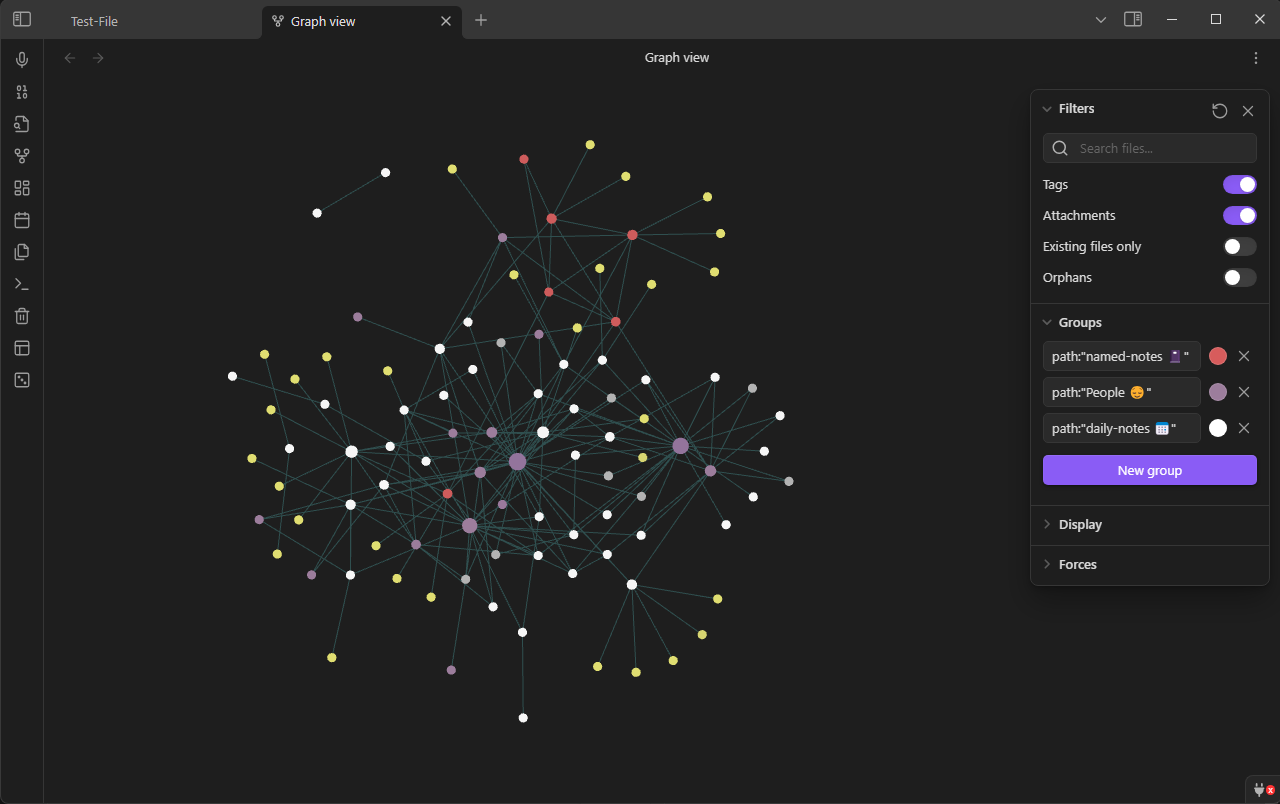 Test-File
Graph view
Graph view
Filters
Search files...
Tags
Attachments
Existing files only
Orphans
Groups
path:"named-notes 📓"
path:"People 😌"
path:"daily-notes 📅"
New group
Display
Forces